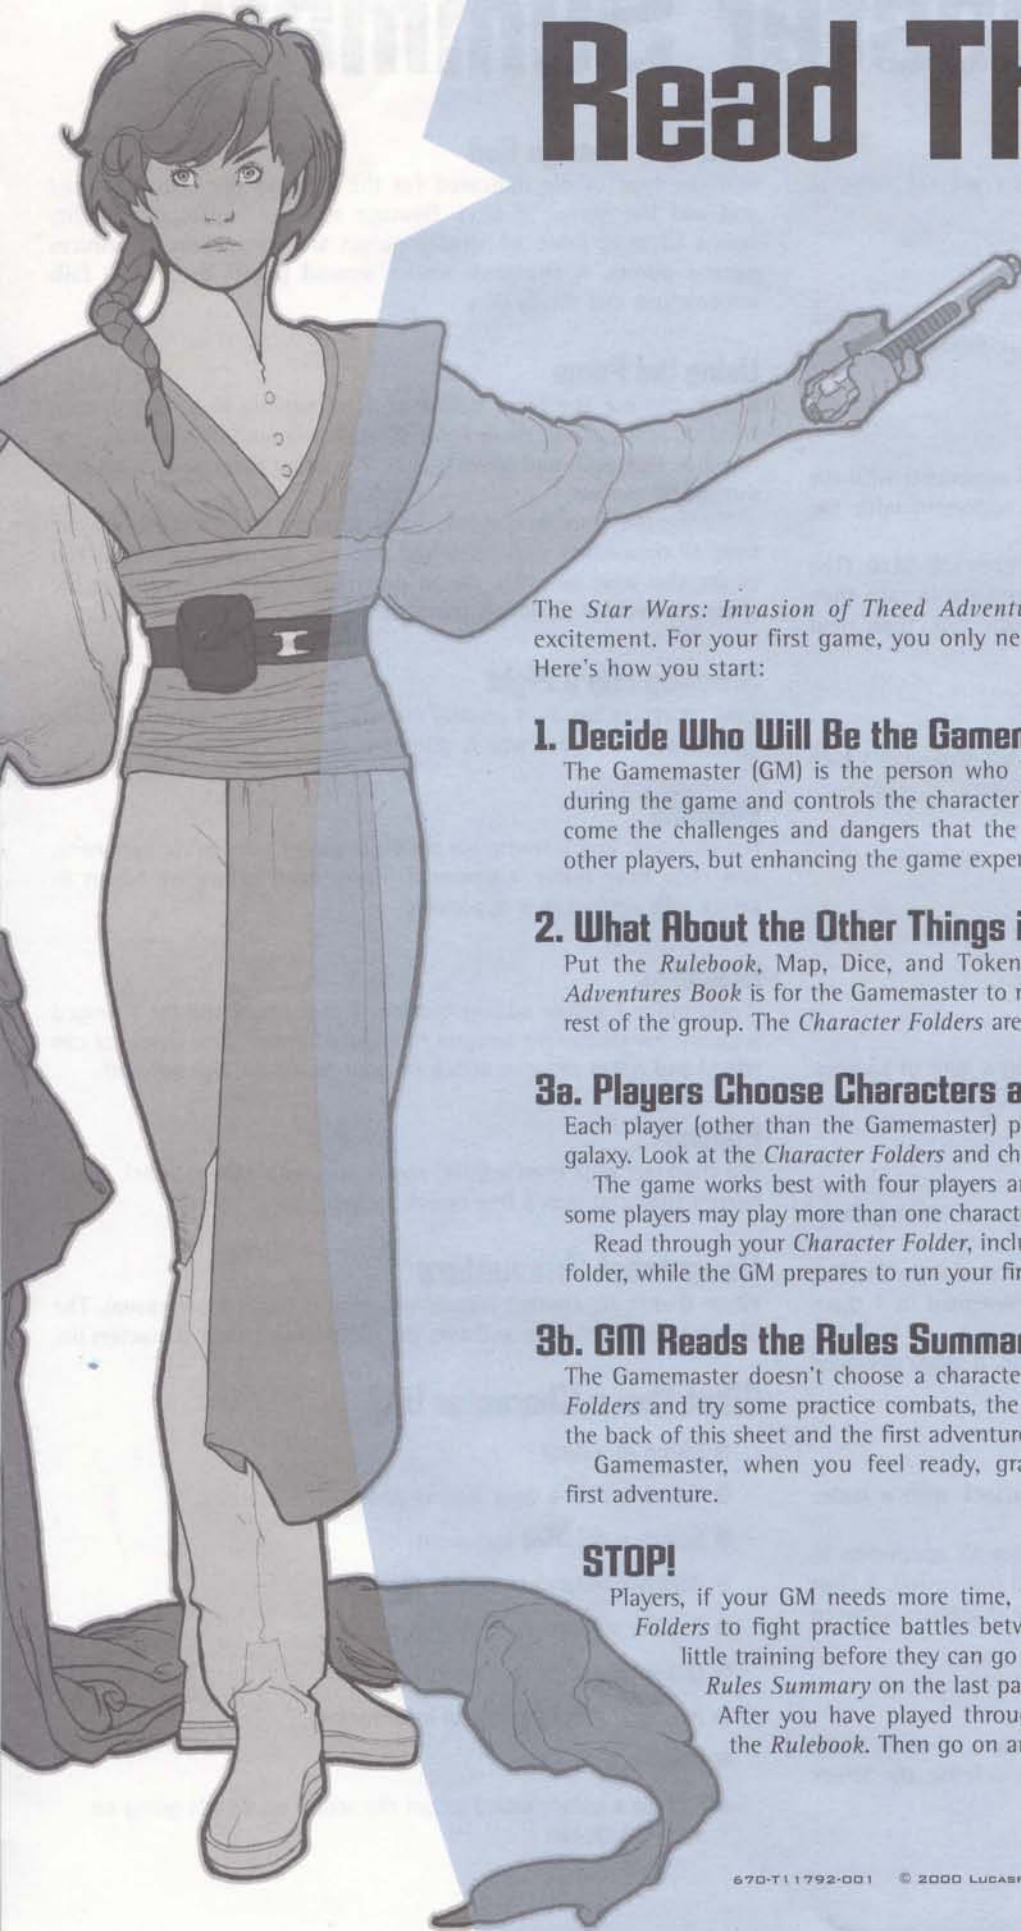 Read Th
The Star Wars: Invasion of Theed Adventu
excitement. For your first game, you only ne
Here's how you start:
1. Decide Who Will Be the Gamer
The Gamemaster (GM) is the person who
during the game and controls the character
come the challenges and dangers that the
other players, but enhancing the game exper
2. What About the Other Things i
Put the Rulebook, Map, Dice, and Token
Adventures Book is for the Gamemaster to r
rest of the group. The Character Folders are
3a. Players Choose Characters a
Each player (other than the Gamemaster) p
galaxy. Look at the Character Folders and ch
The game works best with four players a
some players may play more than one charact
Read through your Character Folder, inclu
folder, while the GM prepares to run your fir
3b. GM Reads the Rules Summa
The Gamemaster doesn't choose a characte
Folders and try some practice combats, the
the back of this sheet and the first adventure
Gamemaster, when you feel ready, gra
first adventure.
STOP!
Players, if your GM needs more time,
Folders to fight practice battles betw
little training before they can go
Rules Summary on the last pa
After you have played throug
the Rulebook. Then go on a
670-T11792-001 © 2000 LUCASF